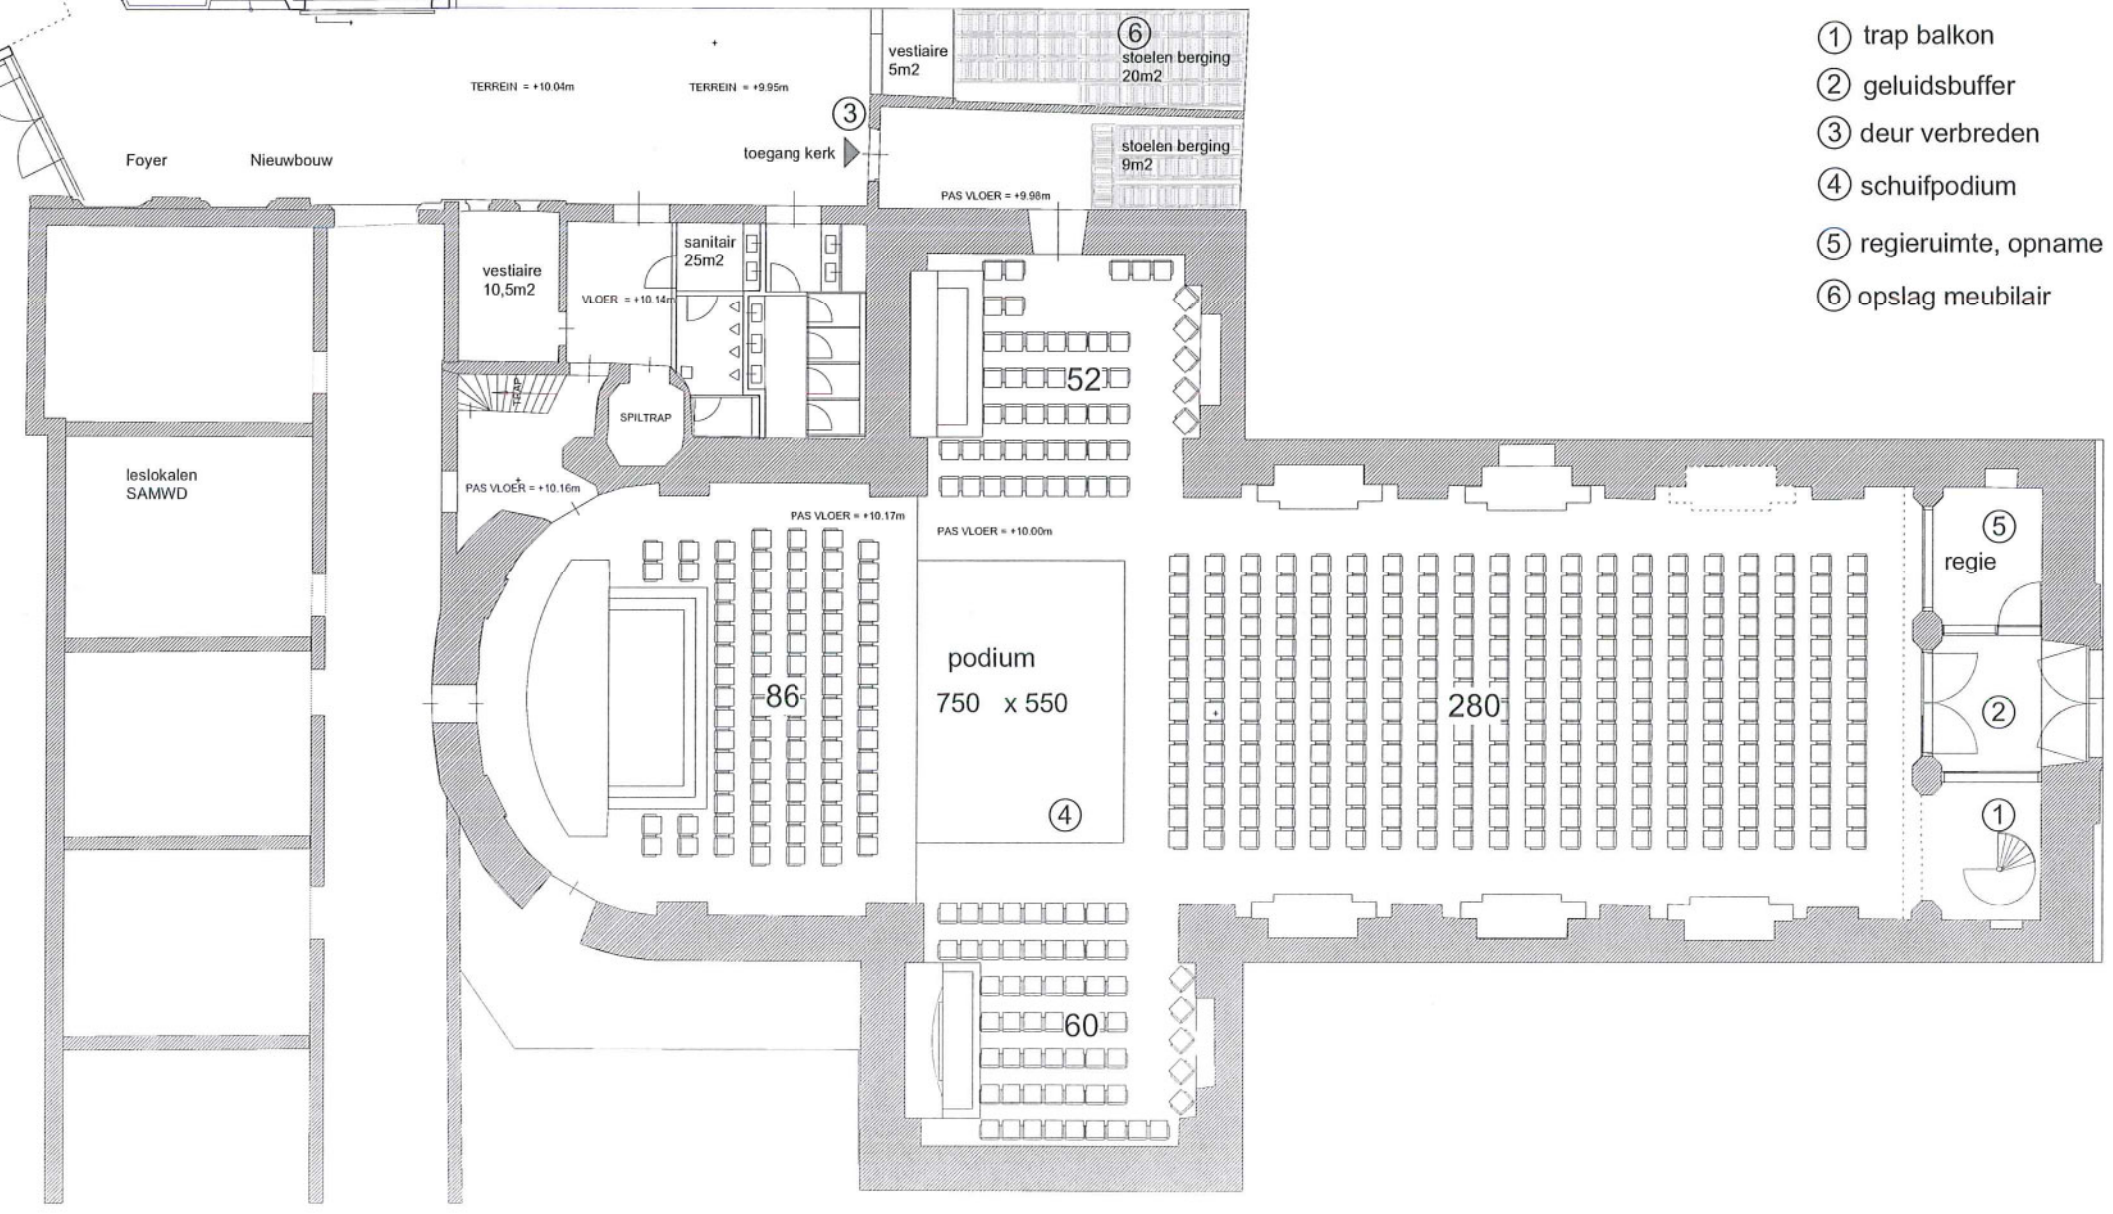 ① trap balkon
② geluidsbuffer
③ deur verbreden
④ schuifpodium
⑤ regieruimte, opname
⑥ opslag meubilair
vestiaire
5m2
⑥
stoelen berging
20m2
TERREIN = +10.04m
TERREIN = +9.95m
③
toegang kerk
stoelen berging
9m2
Foyer
Nieuwbouw
PAS VLOER = +9.98m
sanitair
25m2
vestiaire
10,5m2
VLOER = +10.14m
TRAP
SPILTRAP
52
leslokalen
SAMWD
PAS VLOER = +10.16m
PAS VLOER = +10.17m
PAS VLOER = +10.00m
⑤
regie
podium
750 x 550
86
280
②
④
①
60